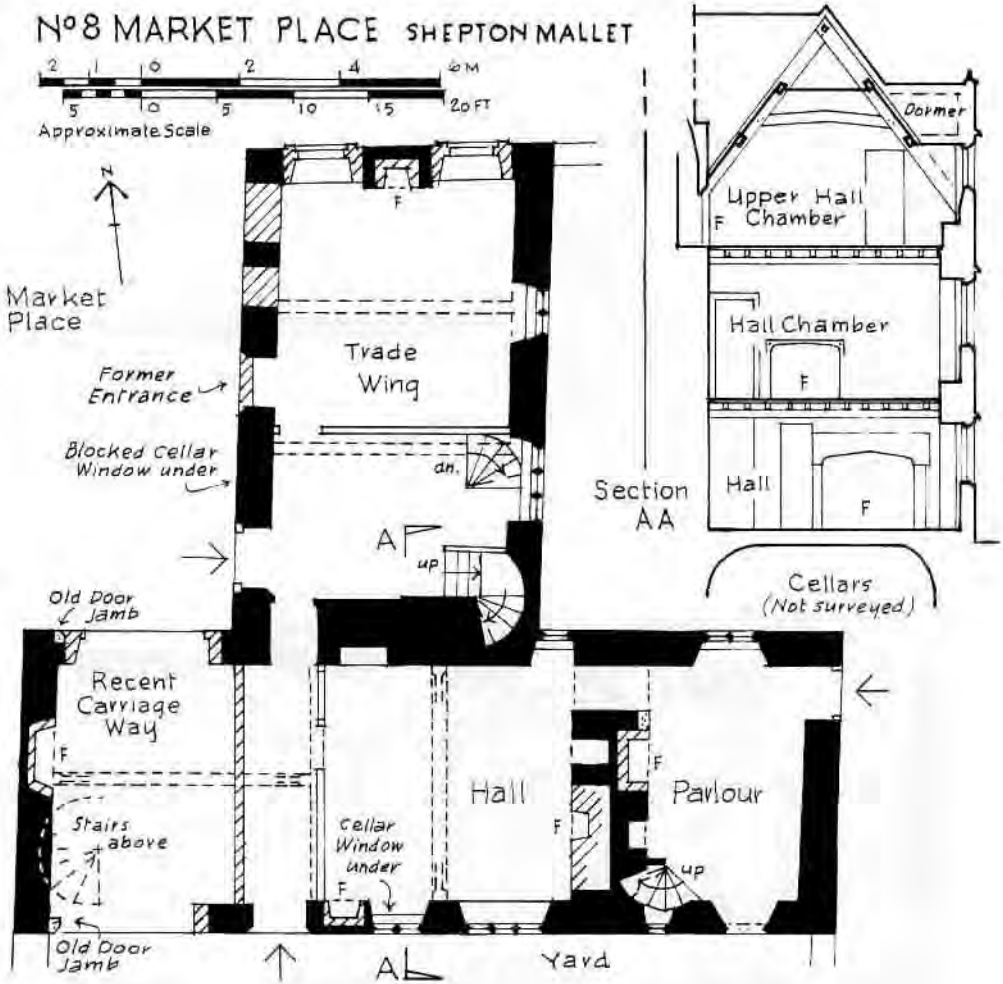 Nº8 MARKET PLACE SHEPTON MALLET
2 1 0 2 4 6 M
5 0 5 10 15 20 FT
Approximate Scale
N
Market
Place
Former
Entrance
Blocked Cellar
Window under
F
Trade
Wing
dn.
A
up
Old Door
Jamb
Recent
Carriage
Way
F
Stairs
above
Old Door
Jamb
Cellar
Window
under
F
Hall
F
F
Parlour
up
A
Yard
Section
AA
Dormer
Upper Hall
Chamber
F
Hall Chamber
F
Hall
F
Cellars
(Not surveyed)